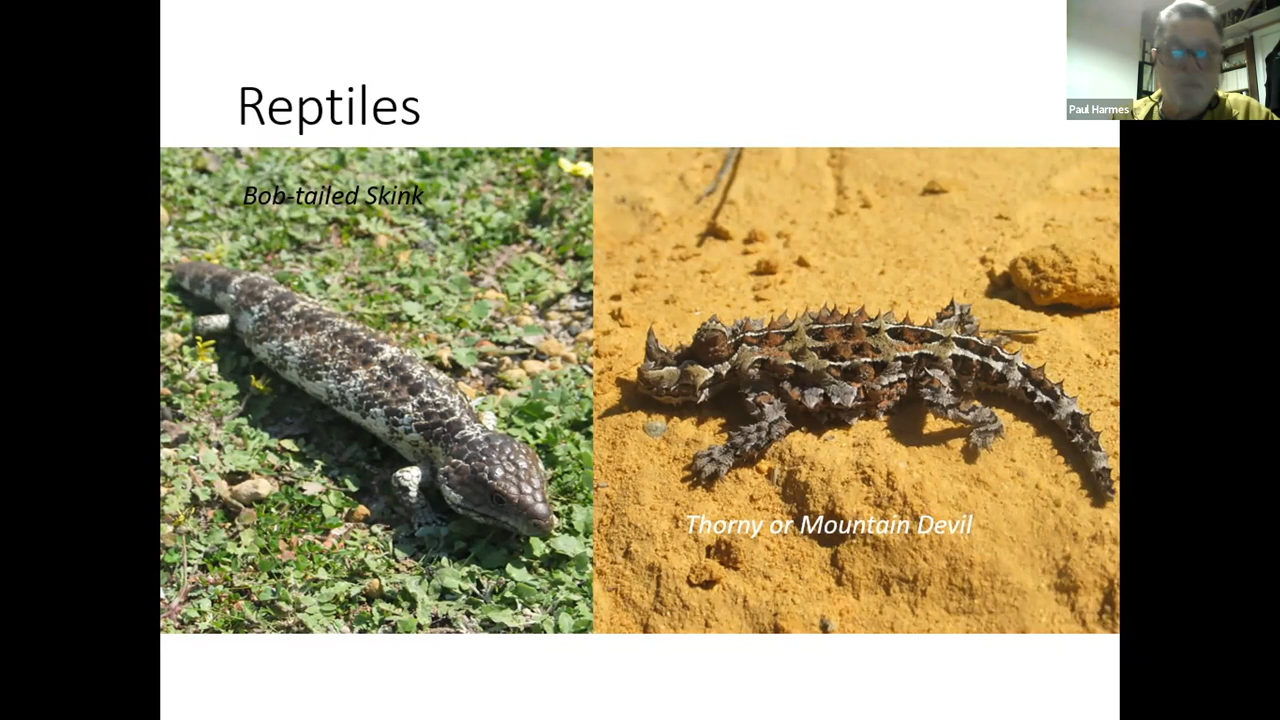 Reptiles
Paul Harmes
Bob-tailed Skink
Thorny or Mountain Devil